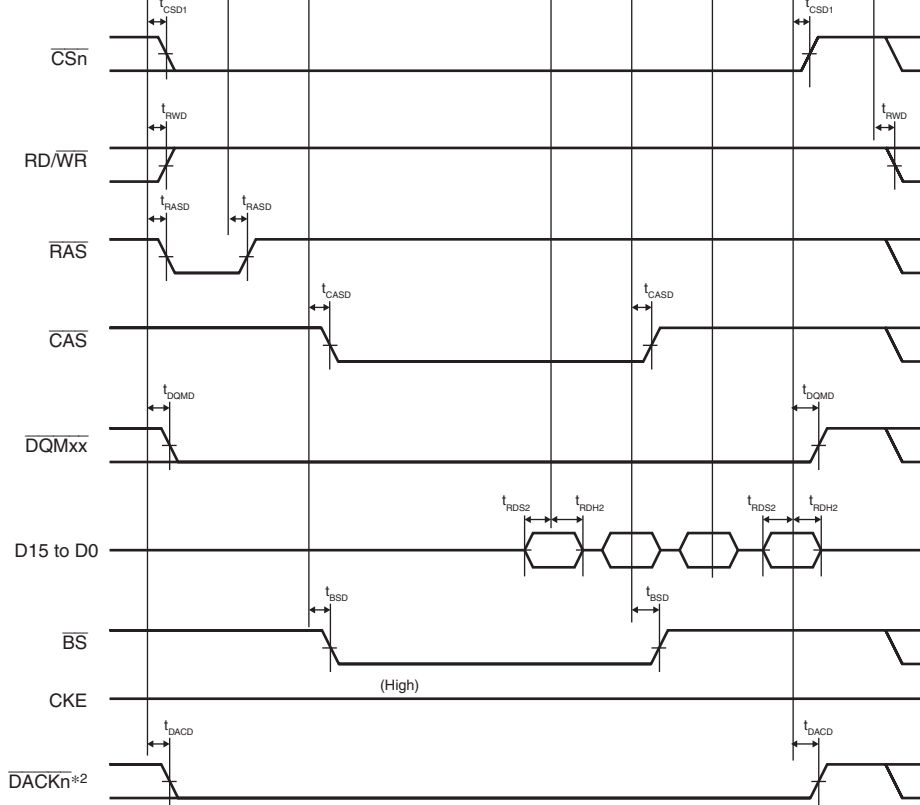 tCSD1 tCSD1
CSn
tRWD tRWD
RD/WR
tRASD tRASD
RAS
tCASD tCASD
CAS
tDQMD tDQMD
DQMxx
tRDS2 tRDH2 tRDS2 tRDH2
D15 to D0
tBSD tBSD
BS
(High)
CKE
tDACD tDACD
DACKn*2